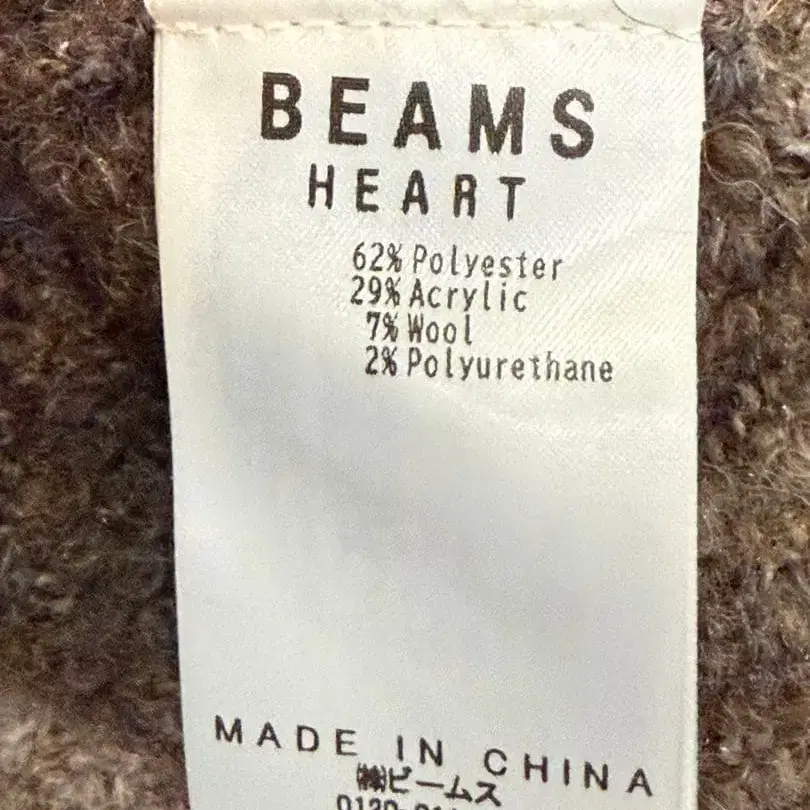 BEAMS
HEART
62% Polyester
29% Acrylic
7% Wool
2% Polyurethane
MADE IN CHINA
㈱ビームス